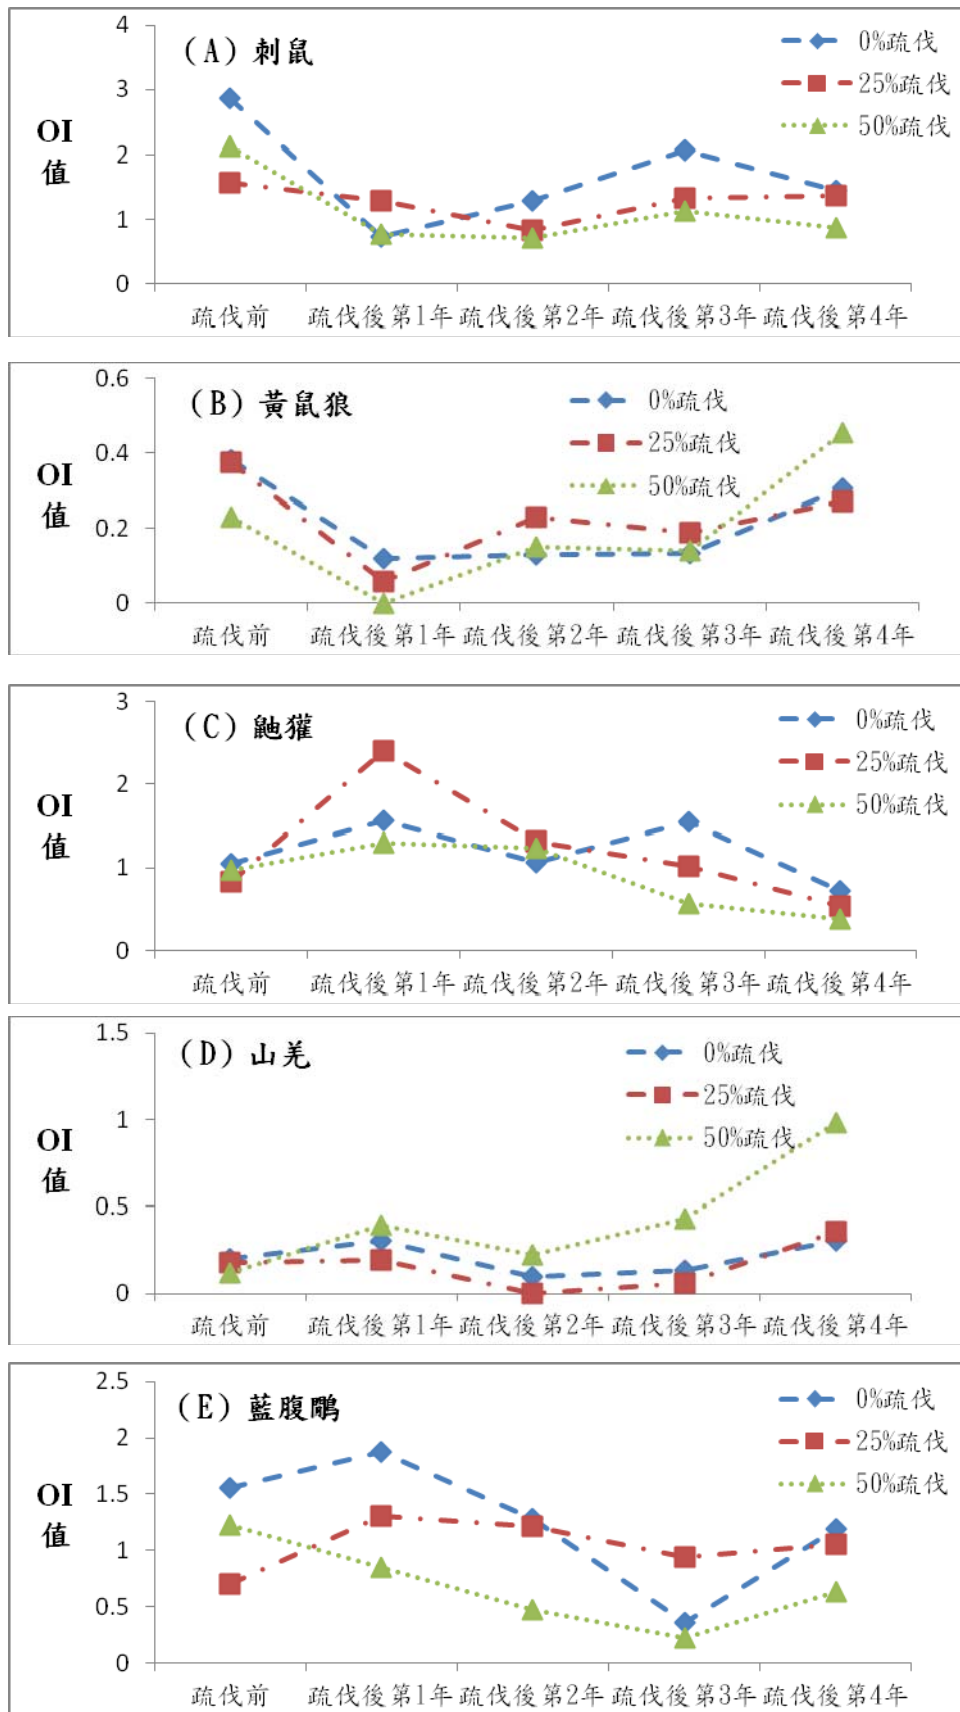 (A) 刺鼠
0%疏伐
25%疏伐
50%疏伐
OI
值
4
3
2
1
0
疏伐前 疏伐後第1年 疏伐後第2年 疏伐後第3年 疏伐後第4年
(B) 黃鼠狼
0%疏伐
25%疏伐
50%疏伐
OI
值
0.6
0.4
0.2
0
疏伐前 疏伐後第1年 疏伐後第2年 疏伐後第3年 疏伐後第4年
(C) 鼬獾
0%疏伐
25%疏伐
50%疏伐
OI
值
3
2
1
0
疏伐前 疏伐後第1年 疏伐後第2年 疏伐後第3年 疏伐後第4年
(D) 山羌
0%疏伐
25%疏伐
50%疏伐
OI
值
1.5
1
0.5
0
疏伐前 疏伐後第1年 疏伐後第2年 疏伐後第3年 疏伐後第4年
(E) 藍腹鷴
0%疏伐
25%疏伐
50%疏伐
OI
值
2.5
2
1.5
1
0.5
0
疏伐前 疏伐後第1年 疏伐後第2年 疏伐後第3年 疏伐後第4年